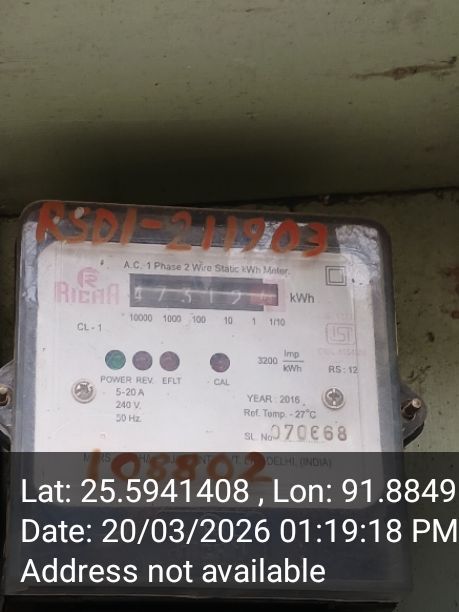 RSD1-211903
A.C. 1 Phase 2 Wire Static kWh Meter.
RICHA
kWh
10000 1000 100 10 1 1/10
CL - 1
3200 Imp/kWh
RS : 12
POWER REV. EFLT CAL
5-20 A
240 V.
50 Hz.
YEAR : 2016
Ref. Temp. - 27°C
SL. No 070668
DELHI, (INDIA)
108802
Lat: 25.5941408 , Lon: 91.8849
Date: 20/03/2026 01:19:18 PM
Address not available